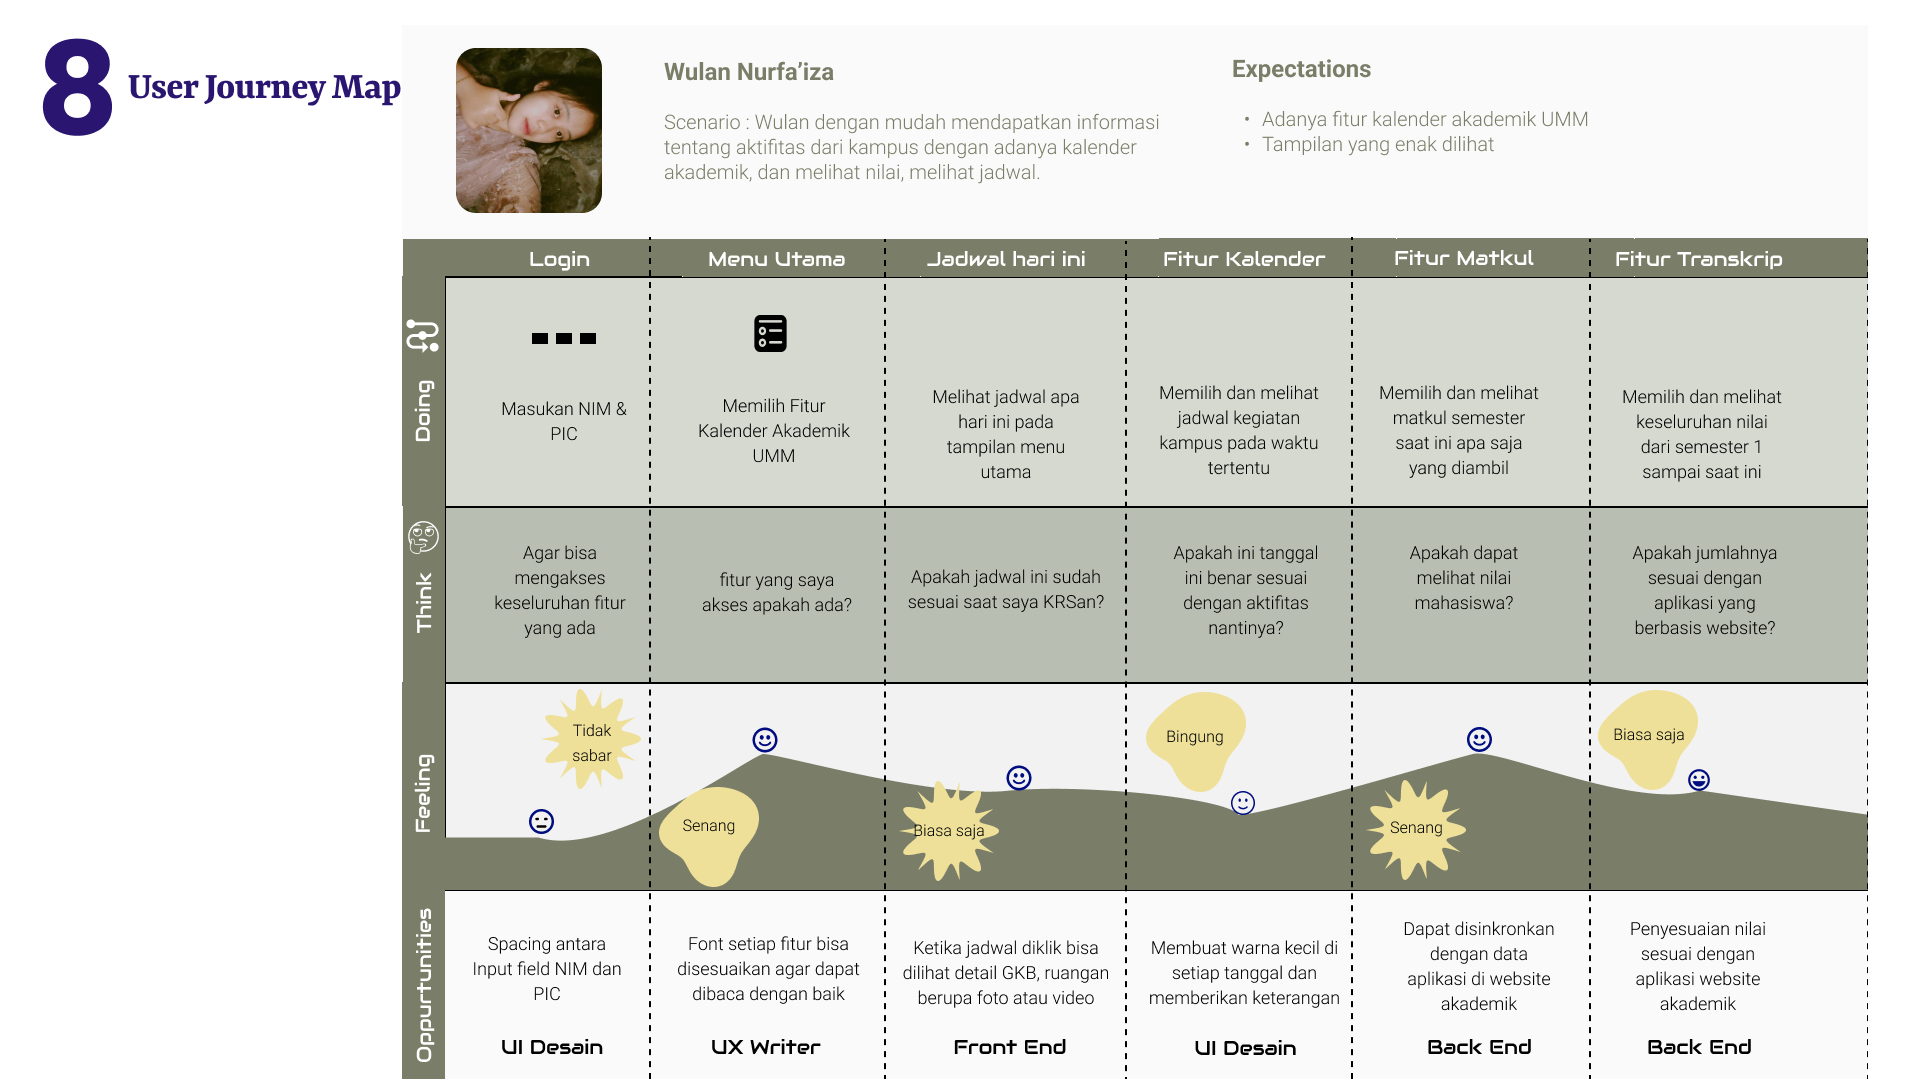 8
User Journey Map
Wulan Nurfa'iza
Scenario : Wulan dengan mudah mendapatkan informasi
tentang aktifitas dari kampus dengan adanya kalender
akademik, dan melihat nilai, melihat jadwal.
Expectations
• Adanya fitur kalender akademik UMM
• Tampilan yang enak dilihat
Login
Menu Utama
Jadwal hari ini
Fitur Kalender
Fitur Matkul
Fitur Transkrip
Doing
Masukan NIM &
PIC
Memilih Fitur
Kalender Akademik
UMM
Melihat jadwal apa
hari ini pada
tampilan menu
utama
Memilih dan melihat
jadwal kegiatan
kampus pada waktu
tertentu
Memilih dan melihat
matkul semester
saat ini apa saja
yang diambil
Memilih dan melihat
keseluruhan nilai
dari semester 1
sampai saat ini
Think
Agar bisa
mengakses
keseluruhan fitur
yang ada
fitur yang saya
akses apakah ada?
Apakah jadwal ini sudah
sesuai saat saya KRSan?
Apakah ini tanggal
ini benar sesuai
dengan aktifitas
nantinya?
Apakah dapat
melihat nilai
mahasiswa?
Apakah jumlahnya
sesuai dengan
aplikasi yang
berbasis website?
Feeling
Tidak
sabar
Senang
Biasa saja
Bingung
Senang
Biasa saja
Oppurtunities
Spacing antara
Input field NIM dan
PIC
UI Desain
Font setiap fitur bisa
disesuaikan agar dapat
dibaca dengan baik
UX Writer
Ketika jadwal diklik bisa
dilihat detail GKB, ruangan
berupa foto atau video
Front End
Membuat warna kecil di
setiap tanggal dan
memberikan keterangan
UI Desain
Dapat disinkronkan
dengan data
aplikasi di website
akademik
Back End
Penyesuaian nilai
sesuai dengan
aplikasi website
akademik
Back End